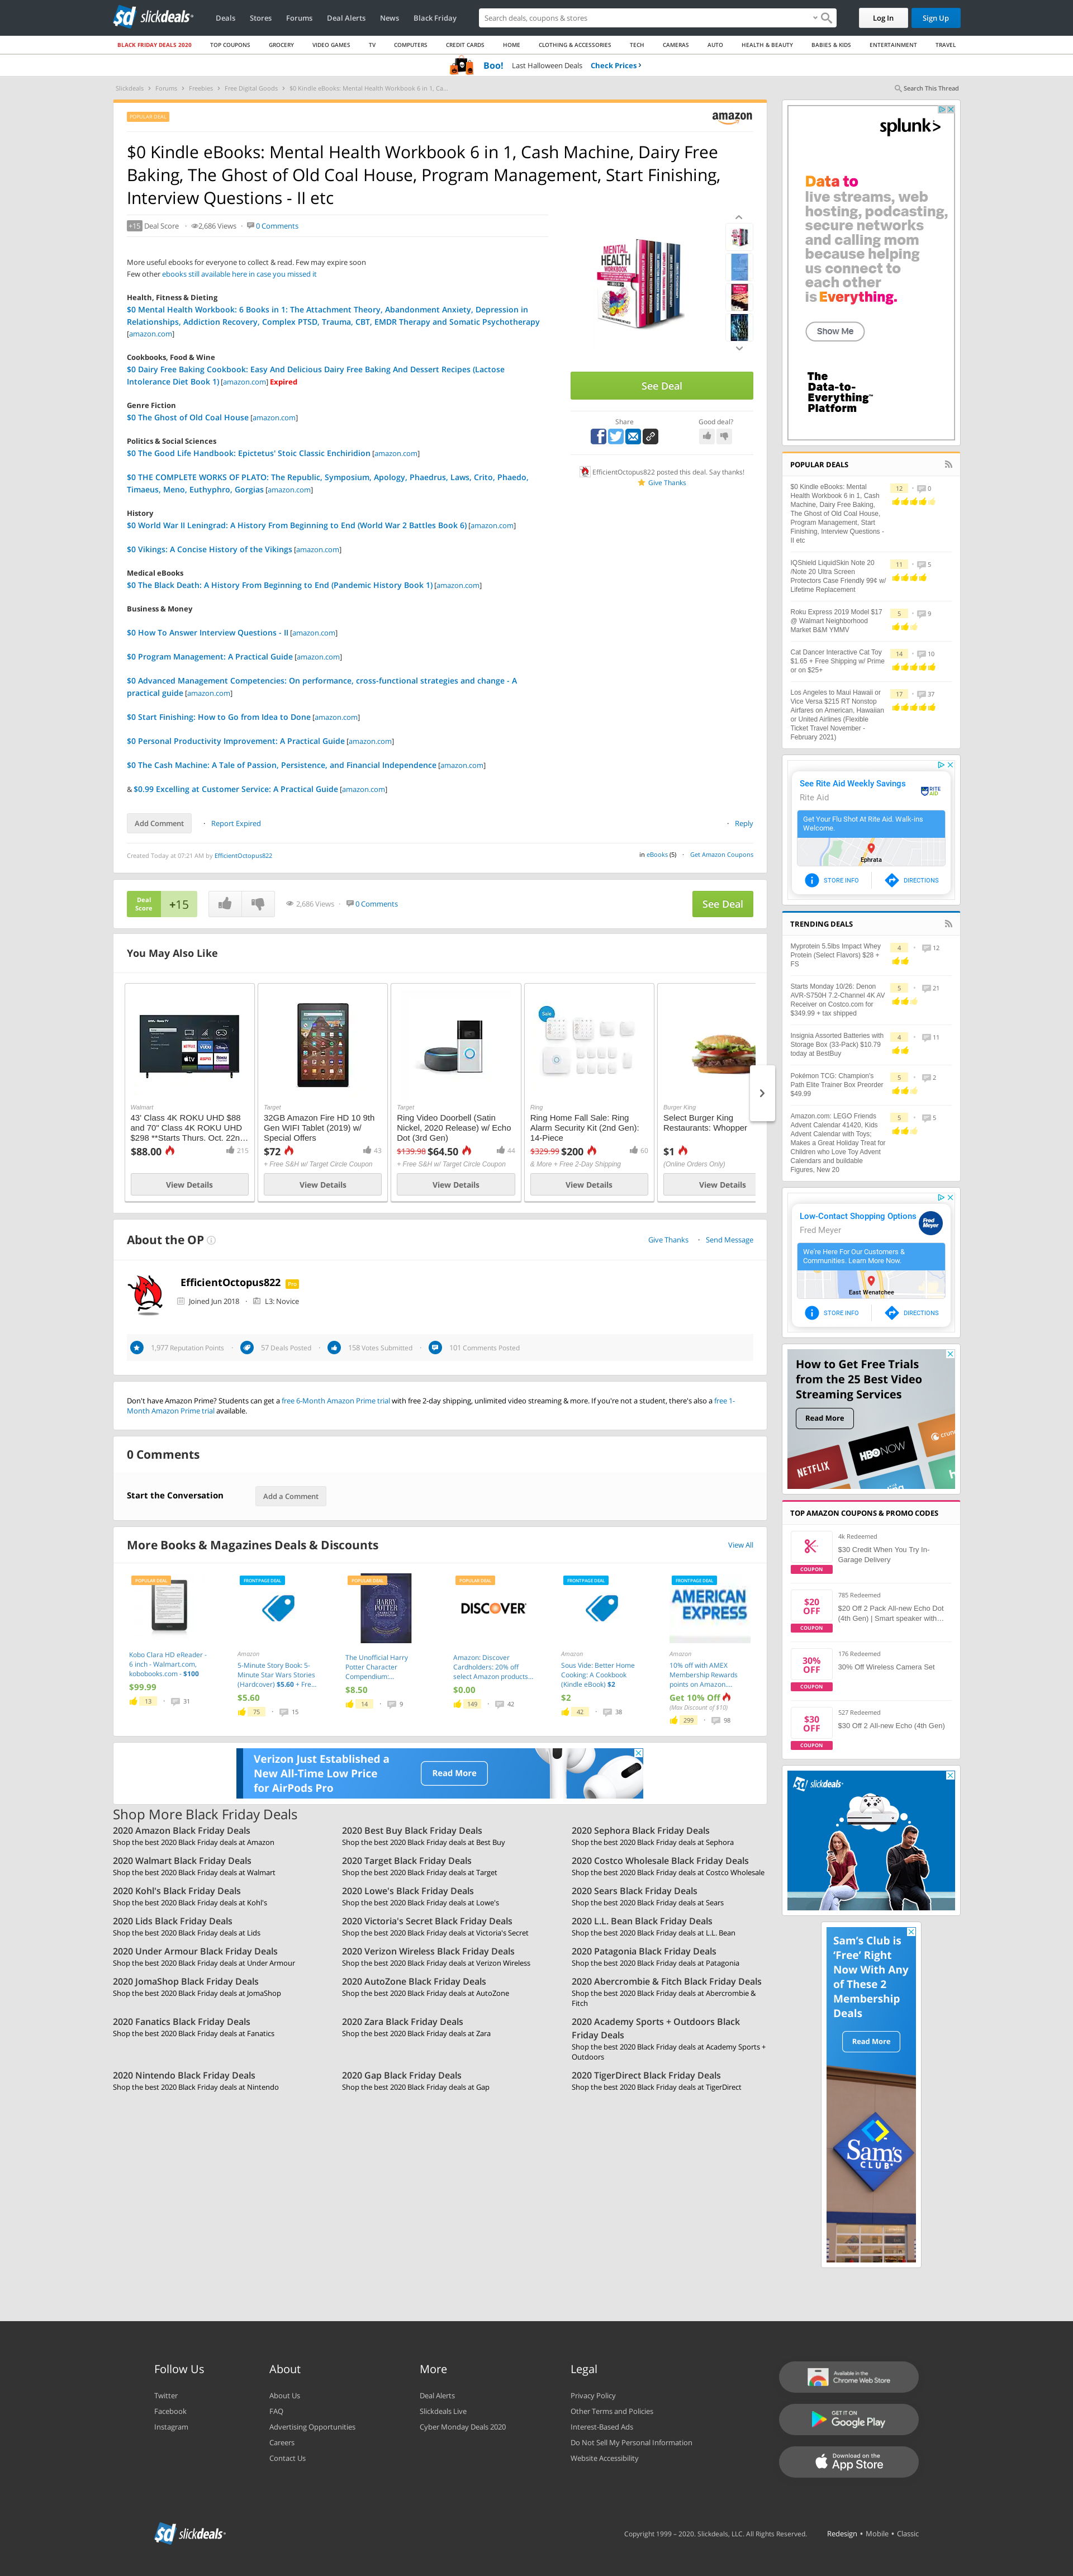 slickdeals
Deals
Stores
Forums
Deal Alerts
News
Black Friday
Search deals, coupons & stores
Log In
Sign Up
BLACK FRIDAY DEALS 2020
TOP COUPONS
GROCERY
VIDEO GAMES
TV
COMPUTERS
CREDIT CARDS
HOME
CLOTHING & ACCESSORIES
TECH
CAMERAS
AUTO
HEALTH & BEAUTY
BABIES & KIDS
ENTERTAINMENT
TRAVEL
Boo! Last Halloween Deals Check Prices ›
Slickdeals > Forums > Freebies > Free Digital Goods > $0 Kindle eBooks: Mental Health Workbook 6 in 1, Ca...
Search This Thread
POPULAR DEAL
amazon
$0 Kindle eBooks: Mental Health Workbook 6 in 1, Cash Machine, Dairy Free
Baking, The Ghost of Old Coal House, Program Management, Start Finishing,
Interview Questions - II etc
+15 Deal Score · 2,686 Views · 0 Comments
More useful ebooks for everyone to collect & read. Few may expire soon
Few other ebooks still available here in case you missed it
Health, Fitness & Dieting
$0 Mental Health Workbook: 6 Books in 1: The Attachment Theory, Abandonment Anxiety, Depression in
Relationships, Addiction Recovery, Complex PTSD, Trauma, CBT, EMDR Therapy and Somatic Psychotherapy
[amazon.com]
Cookbooks, Food & Wine
$0 Dairy Free Baking Cookbook: Easy And Delicious Dairy Free Baking And Dessert Recipes (Lactose
Intolerance Diet Book 1) [amazon.com] Expired
Genre Fiction
$0 The Ghost of Old Coal House [amazon.com]
Politics & Social Sciences
$0 The Good Life Handbook: Epictetus' Stoic Classic Enchiridion [amazon.com]
$0 THE COMPLETE WORKS OF PLATO: The Republic, Symposium, Apology, Phaedrus, Laws, Crito, Phaedo,
Timaeus, Meno, Euthyphro, Gorgias [amazon.com]
History
$0 World War II Leningrad: A History From Beginning to End (World War 2 Battles Book 6) [amazon.com]
$0 Vikings: A Concise History of the Vikings [amazon.com]
Medical eBooks
$0 The Black Death: A History From Beginning to End (Pandemic History Book 1) [amazon.com]
Business & Money
$0 How To Answer Interview Questions - II [amazon.com]
$0 Program Management: A Practical Guide [amazon.com]
$0 Advanced Management Competencies: On performance, cross-functional strategies and change - A
practical guide [amazon.com]
$0 Start Finishing: How to Go from Idea to Done [amazon.com]
$0 Personal Productivity Improvement: A Practical Guide [amazon.com]
$0 The Cash Machine: A Tale of Passion, Persistence, and Financial Independence [amazon.com]
& $0.99 Excelling at Customer Service: A Practical Guide [amazon.com]
MENTAL HEALTH WORKBOOK
See Deal
Share
Good deal?
EfficientOctopus822 posted this deal. Say thanks!
Give Thanks
Add Comment · Report Expired
· Reply
Created Today at 07:21 AM by EfficientOctopus822
in eBooks (5) · Get Amazon Coupons
Deal Score +15
2,686 Views · 0 Comments
See Deal
You May Also Like
Walmart
43' Class 4K ROKU UHD $88
and 70" Class 4K ROKU UHD
$298 **Starts Thurs. Oct. 22n…
$88.00 215
View Details
Target
32GB Amazon Fire HD 10 9th
Gen WIFI Tablet (2019) w/
Special Offers
$72 43
+ Free S&H w/ Target Circle Coupon
View Details
Target
Ring Video Doorbell (Satin
Nickel, 2020 Release) w/ Echo
Dot (3rd Gen)
$139.98 $64.50 44
+ Free S&H w/ Target Circle Coupon
View Details
Sale
Ring
Ring Home Fall Sale: Ring
Alarm Security Kit (2nd Gen):
14-Piece
$329.99 $200 60
& More + Free 2-Day Shipping
View Details
Burger King
Select Burger King
Restaurants: Whopper
$1
(Online Orders Only)
View Details
About the OP
Give Thanks · Send Message
EfficientOctopus822 Pro
Joined Jun 2018 · L3: Novice
1,977 Reputation Points · 57 Deals Posted · 158 Votes Submitted · 101 Comments Posted
Don't have Amazon Prime? Students can get a free 6-Month Amazon Prime trial with free 2-day shipping, unlimited video streaming & more. If you're not a student, there's also a free 1-
Month Amazon Prime trial available.
0 Comments
Start the Conversation
Add a Comment
More Books & Magazines Deals & Discounts
View All
POPULAR DEAL
Kobo Clara HD eReader -
6 inch - Walmart.com,
kobobooks.com - $100
$99.99
13 · 31
FRONTPAGE DEAL
Amazon
5-Minute Story Book: 5-
Minute Star Wars Stories
(Hardcover) $5.60 + Fre...
$5.60
75 · 15
POPULAR DEAL
HARRY POTTER
The Unofficial Harry
Potter Character
Compendium:...
$8.50
14 · 9
POPULAR DEAL
DISCOVER
Amazon: Discover
Cardholders: 20% off
select Amazon products...
$0.00
149 · 42
FRONTPAGE DEAL
Amazon
Sous Vide: Better Home
Cooking: A Cookbook
(Kindle eBook) $2
$2
42 · 38
FRONTPAGE DEAL
AMERICAN EXPRESS
Amazon
10% off with AMEX
Membership Rewards
points on Amazon....
Get 10% Off
(Max Discount of $10)
299 · 98
Verizon Just Established a
New All-Time Low Price
for AirPods Pro
Read More
Shop More Black Friday Deals
2020 Amazon Black Friday Deals
Shop the best 2020 Black Friday deals at Amazon
2020 Best Buy Black Friday Deals
Shop the best 2020 Black Friday deals at Best Buy
2020 Sephora Black Friday Deals
Shop the best 2020 Black Friday deals at Sephora
2020 Walmart Black Friday Deals
Shop the best 2020 Black Friday deals at Walmart
2020 Target Black Friday Deals
Shop the best 2020 Black Friday deals at Target
2020 Costco Wholesale Black Friday Deals
Shop the best 2020 Black Friday deals at Costco Wholesale
2020 Kohl's Black Friday Deals
Shop the best 2020 Black Friday deals at Kohl's
2020 Lowe's Black Friday Deals
Shop the best 2020 Black Friday deals at Lowe's
2020 Sears Black Friday Deals
Shop the best 2020 Black Friday deals at Sears
2020 Lids Black Friday Deals
Shop the best 2020 Black Friday deals at Lids
2020 Victoria's Secret Black Friday Deals
Shop the best 2020 Black Friday deals at Victoria's Secret
2020 L.L. Bean Black Friday Deals
Shop the best 2020 Black Friday deals at L.L. Bean
2020 Under Armour Black Friday Deals
Shop the best 2020 Black Friday deals at Under Armour
2020 Verizon Wireless Black Friday Deals
Shop the best 2020 Black Friday deals at Verizon Wireless
2020 Patagonia Black Friday Deals
Shop the best 2020 Black Friday deals at Patagonia
2020 JomaShop Black Friday Deals
Shop the best 2020 Black Friday deals at JomaShop
2020 AutoZone Black Friday Deals
Shop the best 2020 Black Friday deals at AutoZone
2020 Abercrombie & Fitch Black Friday Deals
Shop the best 2020 Black Friday deals at Abercrombie &
Fitch
2020 Fanatics Black Friday Deals
Shop the best 2020 Black Friday deals at Fanatics
2020 Zara Black Friday Deals
Shop the best 2020 Black Friday deals at Zara
2020 Academy Sports + Outdoors Black
Friday Deals
Shop the best 2020 Black Friday deals at Academy Sports +
Outdoors
2020 Nintendo Black Friday Deals
Shop the best 2020 Black Friday deals at Nintendo
2020 Gap Black Friday Deals
Shop the best 2020 Black Friday deals at Gap
2020 TigerDirect Black Friday Deals
Shop the best 2020 Black Friday deals at TigerDirect
splunk>
Data to
live streams, web
hosting, podcasting,
secure networks
and calling mom
because helping
us connect to
each other
is Everything.
Show Me
The
Data-to-
Everything™
Platform
POPULAR DEALS
$0 Kindle eBooks: Mental
Health Workbook 6 in 1, Cash
Machine, Dairy Free Baking,
The Ghost of Old Coal House,
Program Management, Start
Finishing, Interview Questions -
II etc
12 · 0
IQShield LiquidSkin Note 20
/Note 20 Ultra Screen
Protectors Case Friendly 99¢ w/
Lifetime Replacement
11 · 5
Roku Express 2019 Model $17
@ Walmart Neighborhood
Market B&M YMMV
5 · 9
Cat Dancer Interactive Cat Toy
$1.65 + Free Shipping w/ Prime
or on $25+
14 · 10
Los Angeles to Maui Hawaii or
Vice Versa $215 RT Nonstop
Airfares on American, Hawaiian
or United Airlines (Flexible
Ticket Travel November -
February 2021)
17 · 37
See Rite Aid Weekly Savings
Rite Aid
RITE AID
Get Your Flu Shot At Rite Aid. Walk-ins
Welcome.
Ephrata
STORE INFO
DIRECTIONS
TRENDING DEALS
Myprotein 5.5lbs Impact Whey
Protein (Select Flavors) $28 +
FS
4 · 12
Starts Monday 10/26: Denon
AVR-S750H 7.2-Channel 4K AV
Receiver on Costco.com for
$349.99 + tax shipped
5 · 21
Insignia Assorted Batteries with
Storage Box (33-Pack) $10.79
today at BestBuy
4 · 11
Pokémon TCG: Champion's
Path Elite Trainer Box Preorder
$49.99
5 · 2
Amazon.com: LEGO Friends
Advent Calendar 41420, Kids
Advent Calendar with Toys;
Makes a Great Holiday Treat for
Children who Love Toy Advent
Calendars and buildable
Figures, New 20
5 · 5
Low-Contact Shopping Options
Fred Meyer
Fred Meyer
We're Here For Our Customers &
Communities. Learn More Now.
East Wenatchee
STORE INFO
DIRECTIONS
How to Get Free Trials
from the 25 Best Video
Streaming Services
Read More
NETFLIX
HBO NOW
crunch
TOP AMAZON COUPONS & PROMO CODES
4k Redeemed
$30 Credit When You Try In-
Garage Delivery
COUPON
785 Redeemed
$20 OFF
$20 Off 2 Pack All-new Echo Dot
(4th Gen) | Smart speaker with…
COUPON
176 Redeemed
30% OFF
30% Off Wireless Camera Set
COUPON
527 Redeemed
$30 OFF
$30 Off 2 All-new Echo (4th Gen)
COUPON
slickdeals
Sam's Club is
'Free' Right
Now With Any
of These 2
Membership
Deals
Read More
Sam's
CLUB
Follow Us
Twitter
Facebook
Instagram
About
About Us
FAQ
Advertising Opportunities
Careers
Contact Us
More
Deal Alerts
Slickdeals Live
Cyber Monday Deals 2020
Legal
Privacy Policy
Other Terms and Policies
Interest-Based Ads
Do Not Sell My Personal Information
Website Accessibility
Available in the
Chrome Web Store
GET IT ON
Google Play
Download on the
App Store
slickdeals
Copyright 1999 – 2020. Slickdeals, LLC. All Rights Reserved.
Redesign • Mobile • Classic